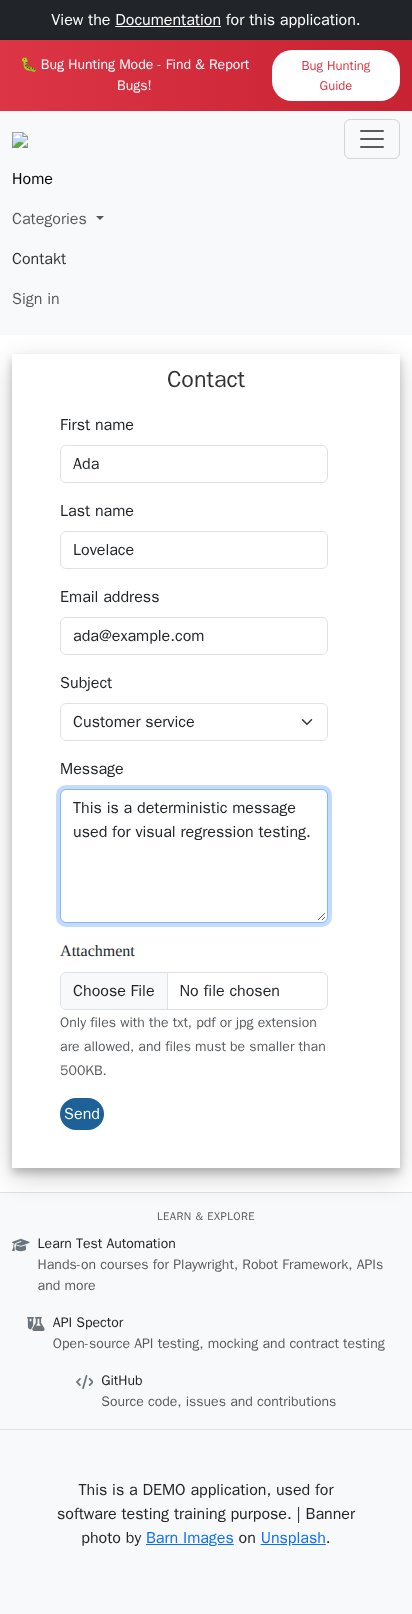 View the Documentation for this application.
🐛 Bug Hunting Mode - Find & Report
Bugs!
Bug Hunting
Guide
Home
Categories
Contakt
Sign in
Contact
First name
Ada
Last name
Lovelace
Email address
ada@example.com
Subject
Customer service
Message
This is a deterministic message
used for visual regression testing.
Attachment
Choose File No file chosen
Only files with the txt, pdf or jpg extension
are allowed, and files must be smaller than
500KB.
Send
LEARN & EXPLORE
Learn Test Automation
Hands-on courses for Playwright, Robot Framework, APIs
and more
API Spector
Open-source API testing, mocking and contract testing
GitHub
Source code, issues and contributions
This is a DEMO application, used for
software testing training purpose. | Banner
photo by Barn Images on Unsplash.